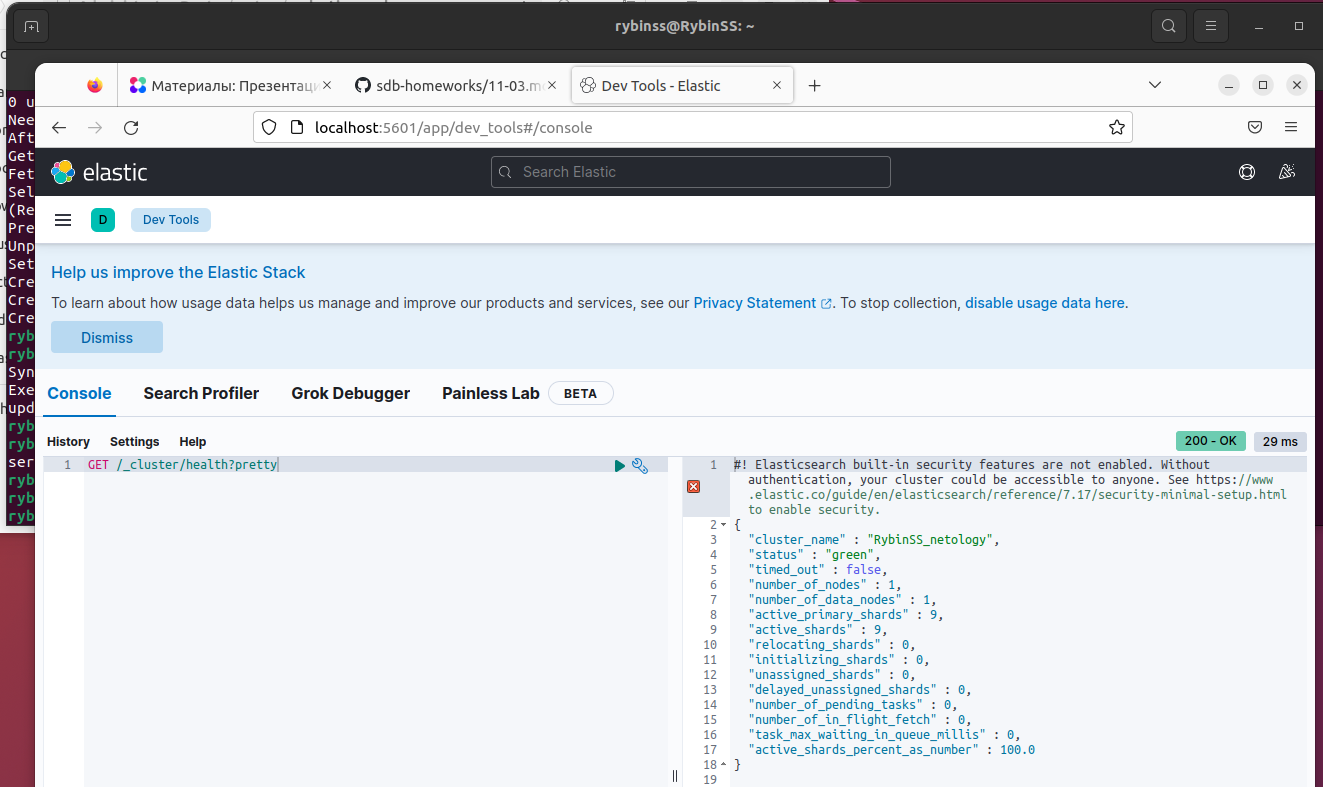 rybinss@RybinSS: ~
Материалы: Презентаци
sdb-homeworks/11-03.m
Dev Tools - Elastic
localhost:5601/app/dev_tools#/console
elastic
Search Elastic
D
Dev Tools
Help us improve the Elastic Stack
To learn about how usage data helps us manage and improve our products and services, see our Privacy Statement. To stop collection, disable usage data here.
Dismiss
Console
Search Profiler
Grok Debugger
Painless Lab
BETA
History
Settings
Help
200 - OK
29 ms
1 GET /_cluster/health?pretty
1 #! Elasticsearch built-in security features are not enabled. Without
authentication, your cluster could be accessible to anyone. See https://www
.elastic.co/guide/en/elasticsearch/reference/7.17/security-minimal-setup.html
to enable security.
2 {
3 "cluster_name" : "RybinSS_netology",
4 "status" : "green",
5 "timed_out" : false,
6 "number_of_nodes" : 1,
7 "number_of_data_nodes" : 1,
8 "active_primary_shards" : 9,
9 "active_shards" : 9,
10 "relocating_shards" : 0,
11 "initializing_shards" : 0,
12 "unassigned_shards" : 0,
13 "delayed_unassigned_shards" : 0,
14 "number_of_pending_tasks" : 0,
15 "number_of_in_flight_fetch" : 0,
16 "task_max_waiting_in_queue_millis" : 0,
17 "active_shards_percent_as_number" : 100.0
18 }
19
0 u
Nee
Aft
Get
Fet
Sel
(Re
Pre
Unp
Set
Cre
Cre
Cre
ryb
ryb
Syn
Exe
upd
ryb
ryb
ser
ryb
ryb
ryb